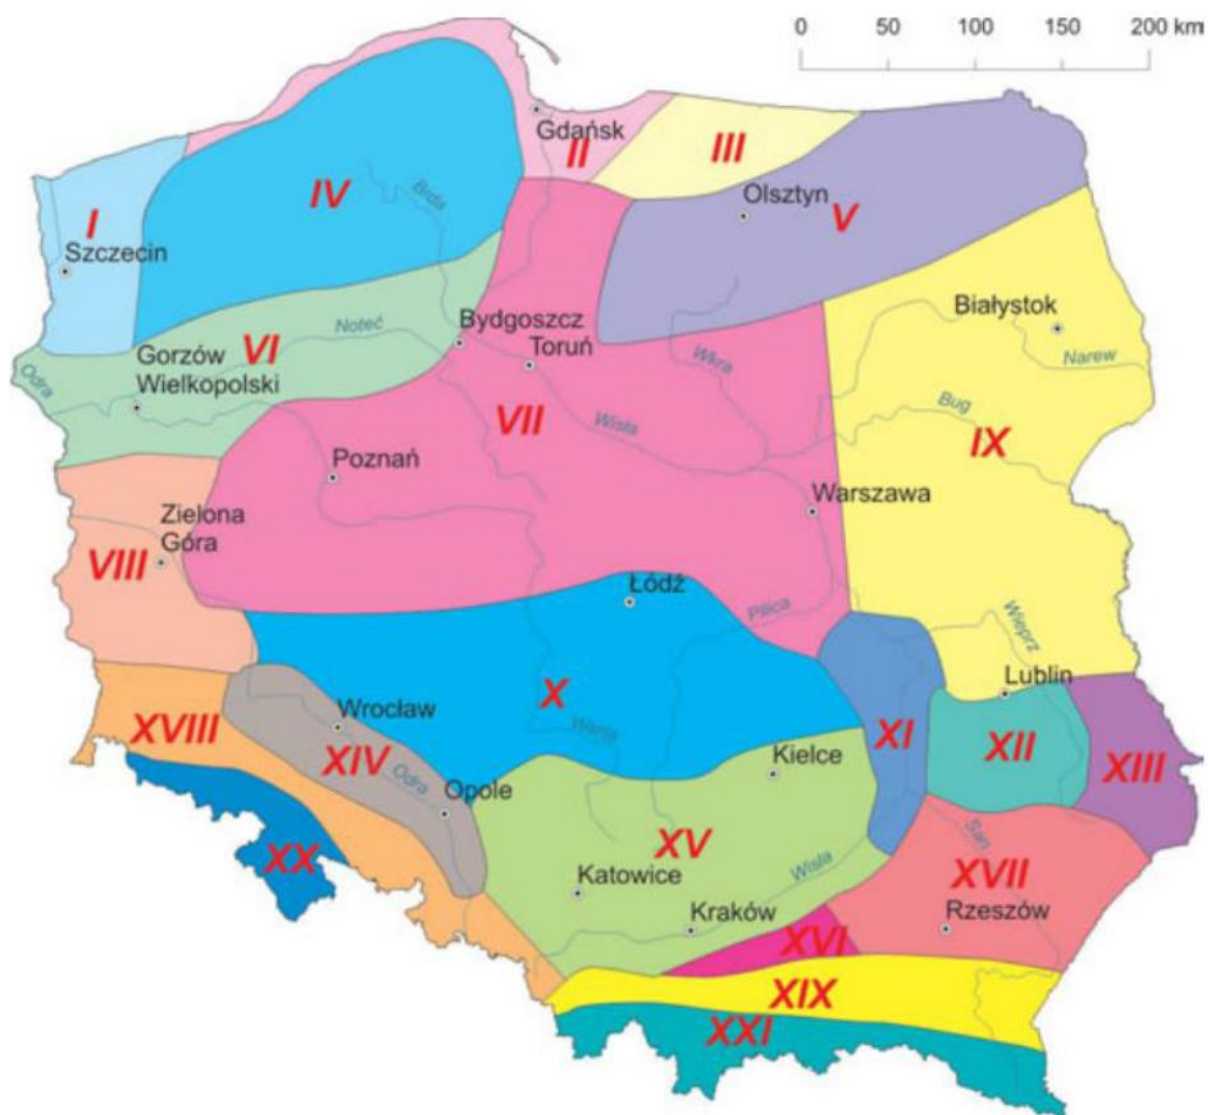 0 50 100 150 200 km
Gdańsk
II
III
IV
Brda
Olsztyn
V
I
Szczecin
Białystok
Narew
Bydgoszcz
Toruń
Noteć
VI
Gorzów
Wielkopolski
Odra
Wkra
Bug
VII
Wisła
IX
Poznań
Warszawa
Zielona
Góra
VIII
Łódź
Pilica
Wieprz
Lublin
X
Warta
Wrocław
XVIII
XIV
Odra
Opole
Kielce
XI
XII
XIII
XX
XV
Katowice
Wisła
San
XVII
Kraków
Rzeszów
XVI
XIX
XXI